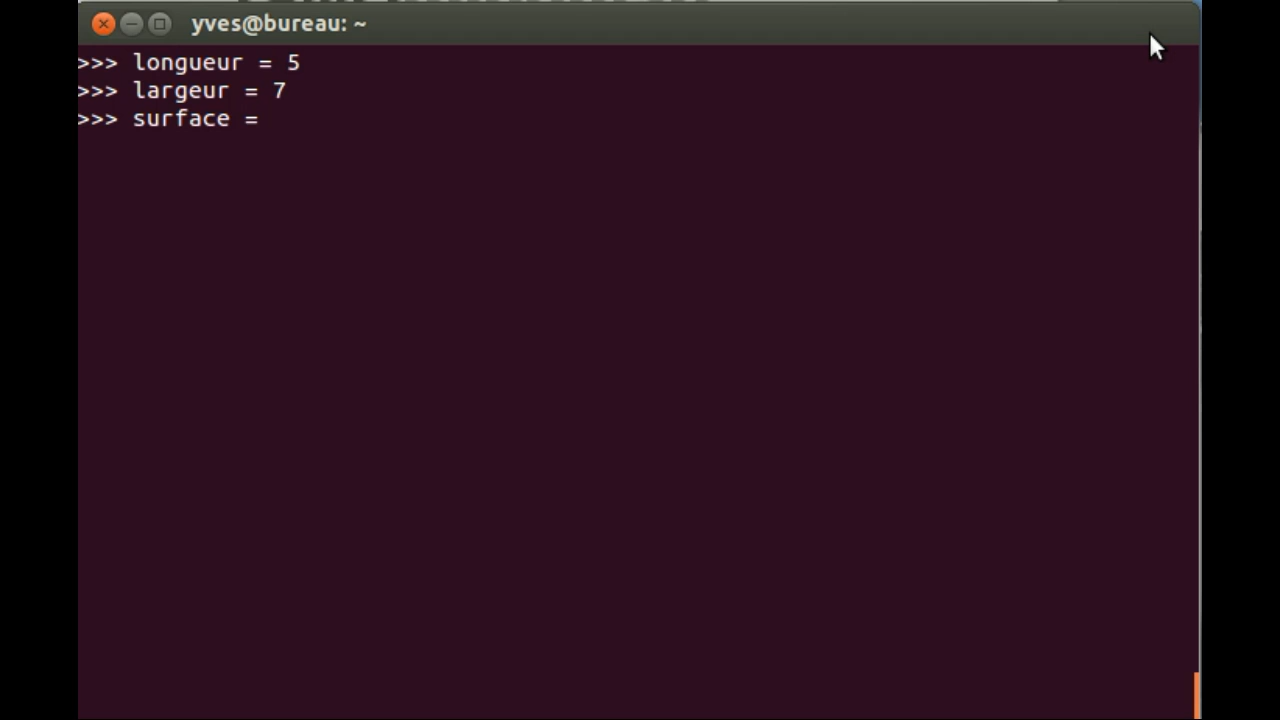 yves@bureau: ~
>>> longueur = 5
>>> largeur = 7
>>> surface =